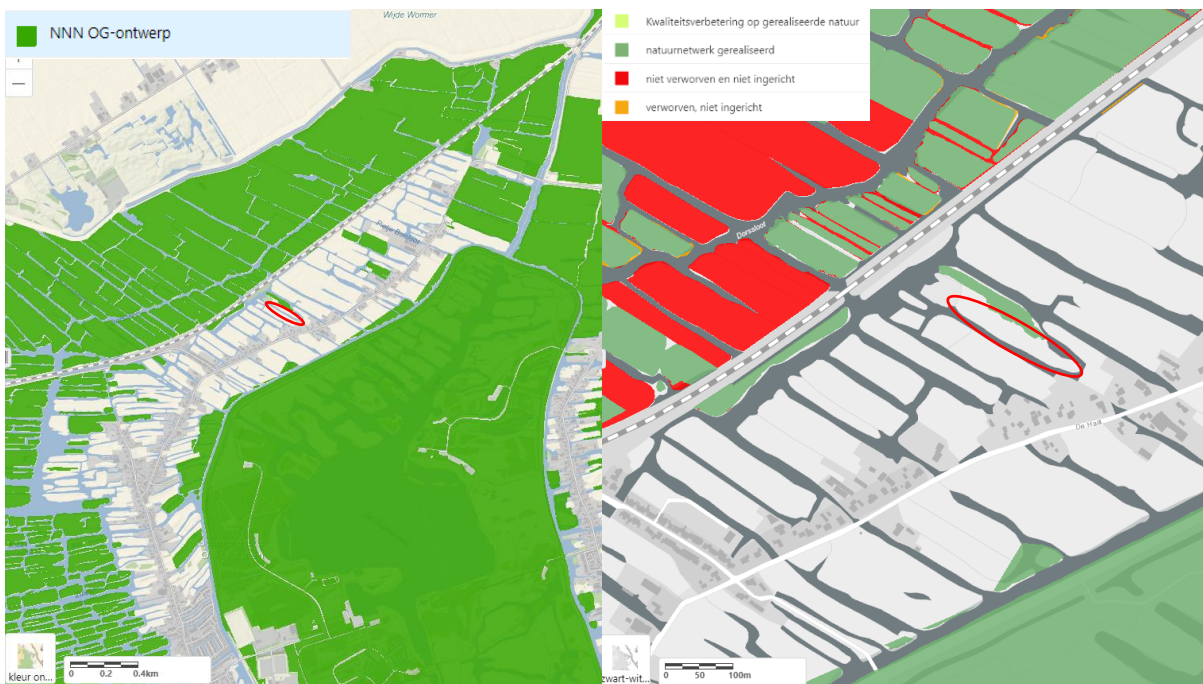 Wijde Wormer
NNN OG-ontwerp
kleur on...
0 0.2 0.4km
Kwaliteitsverbetering op gerealiseerde natuur
natuurnetwerk gerealiseerd
niet verworven en niet ingericht
verworven, niet ingericht
Dorssloot
De Haal
zwart-wit...
0 50 100m